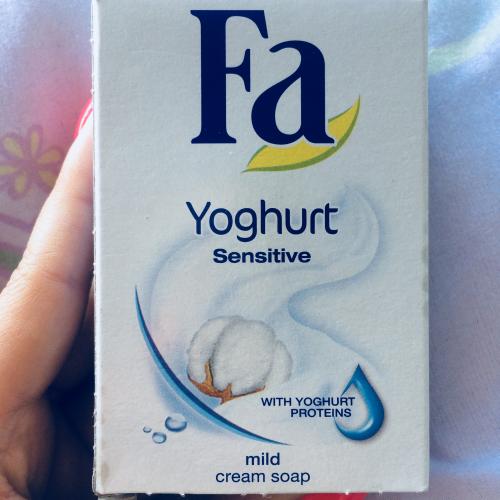 Fa
Yoghurt
Sensitive
WITH YOGHURT
PROTEINS
mild
cream soap